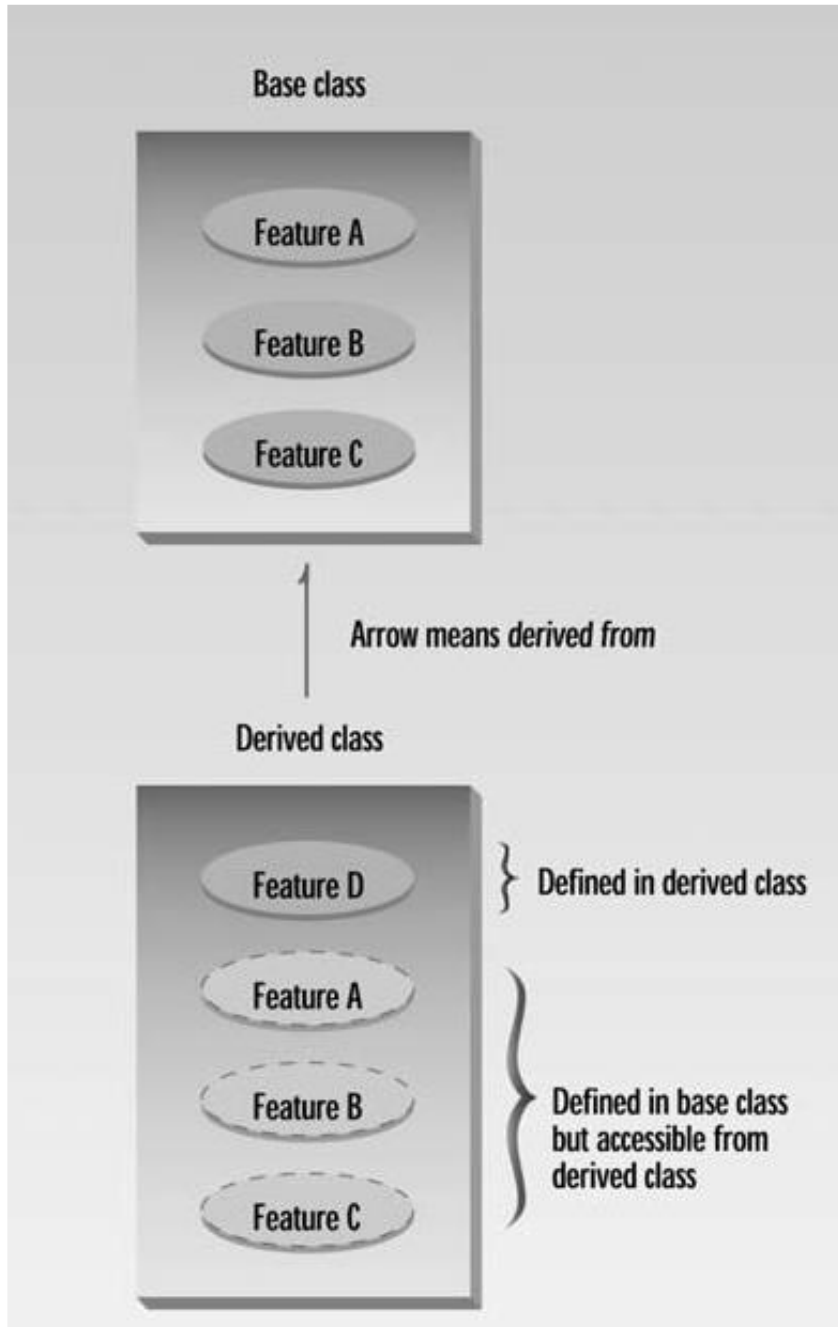 Base class
Feature A
Feature B
Feature C
Arrow means derived from
Derived class
Feature D
Defined in derived class
Feature A
Feature B
Defined in base class
but accessible from
derived class
Feature C